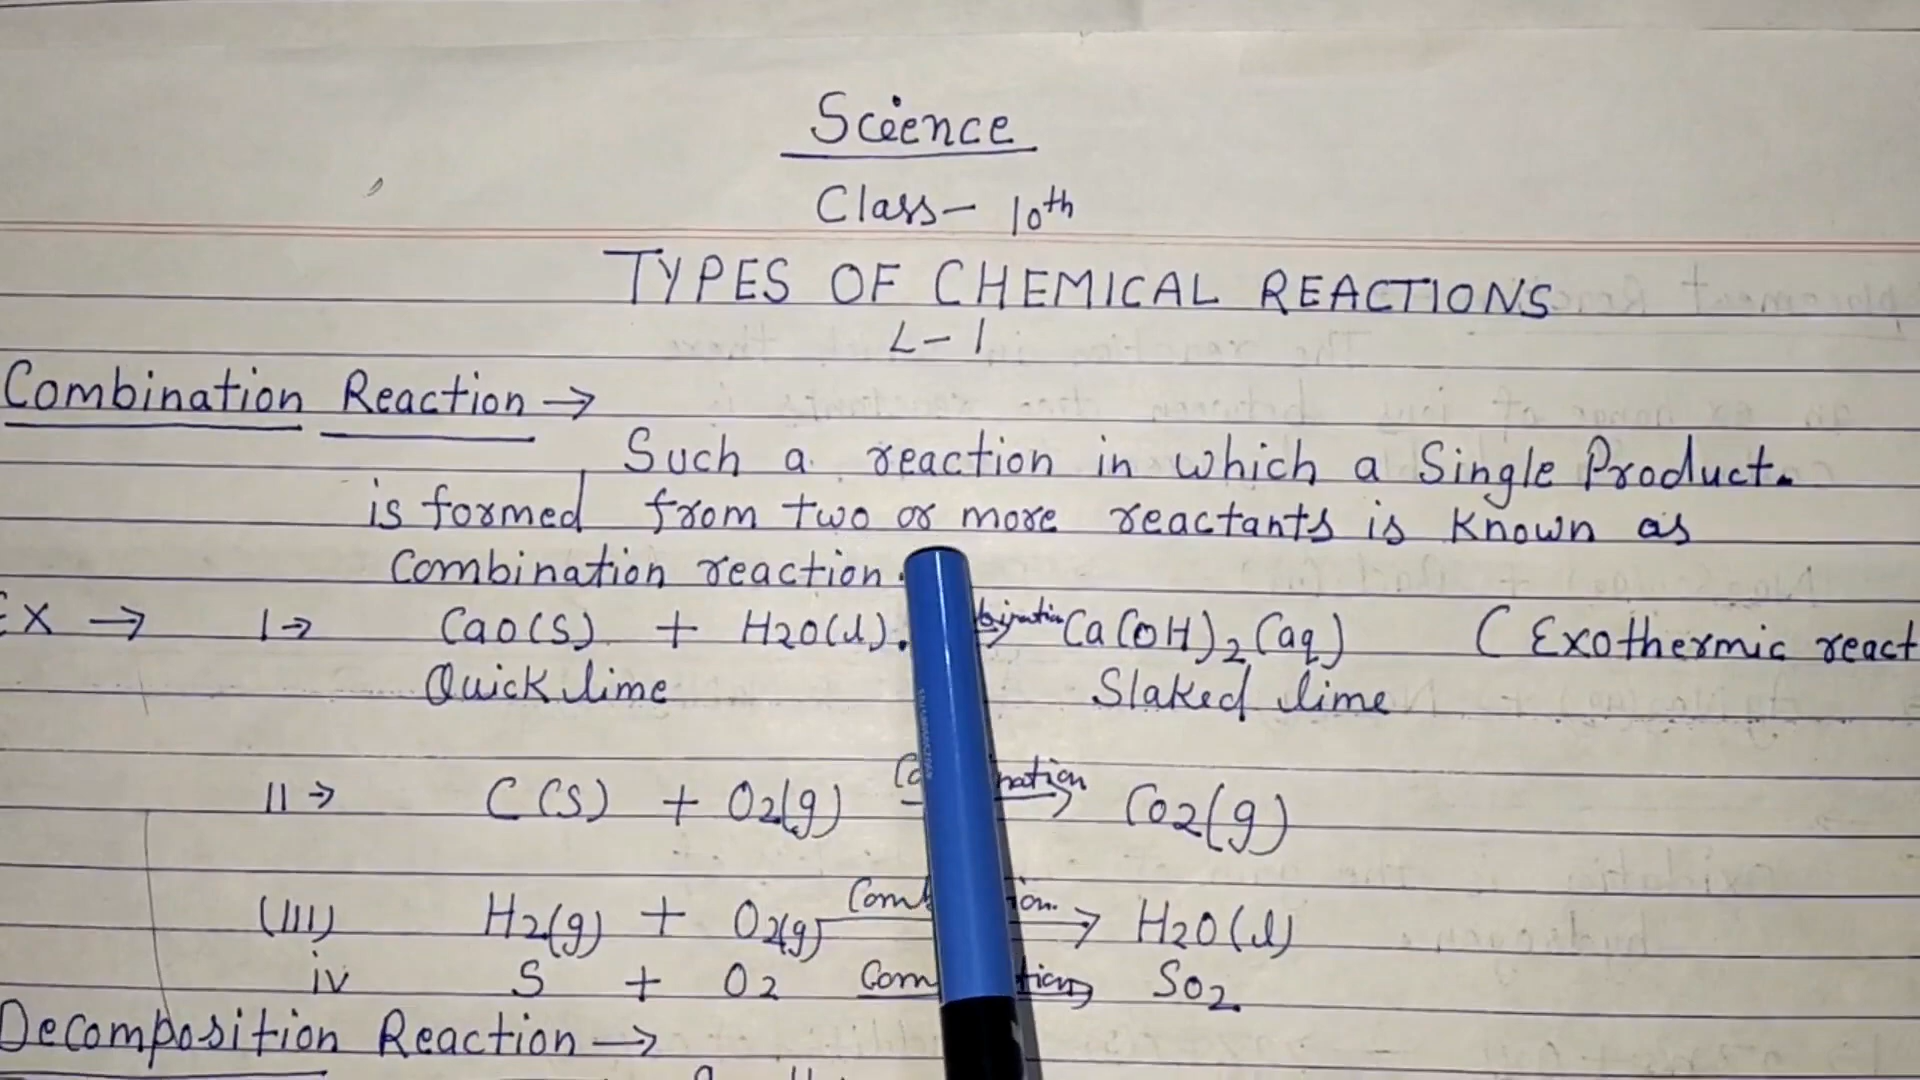 Science
Class- 10th
TYPES OF CHEMICAL REACTIONS
L-1
Combination Reaction →
Such a reaction in which a Single Product
is formed from two or more reactants is Known as
Combination reaction.
Ex → 1→ CaO(s) + H2O(l) → Ca(OH)2(aq) (Exothermic react
Quick lime Slaked lime
11→ C(s) + O2(g) → CO2(g)
(111) H2(g) + O2(g) → H2O(l)
iv S + O2 → SO2
Decomposition Reaction →